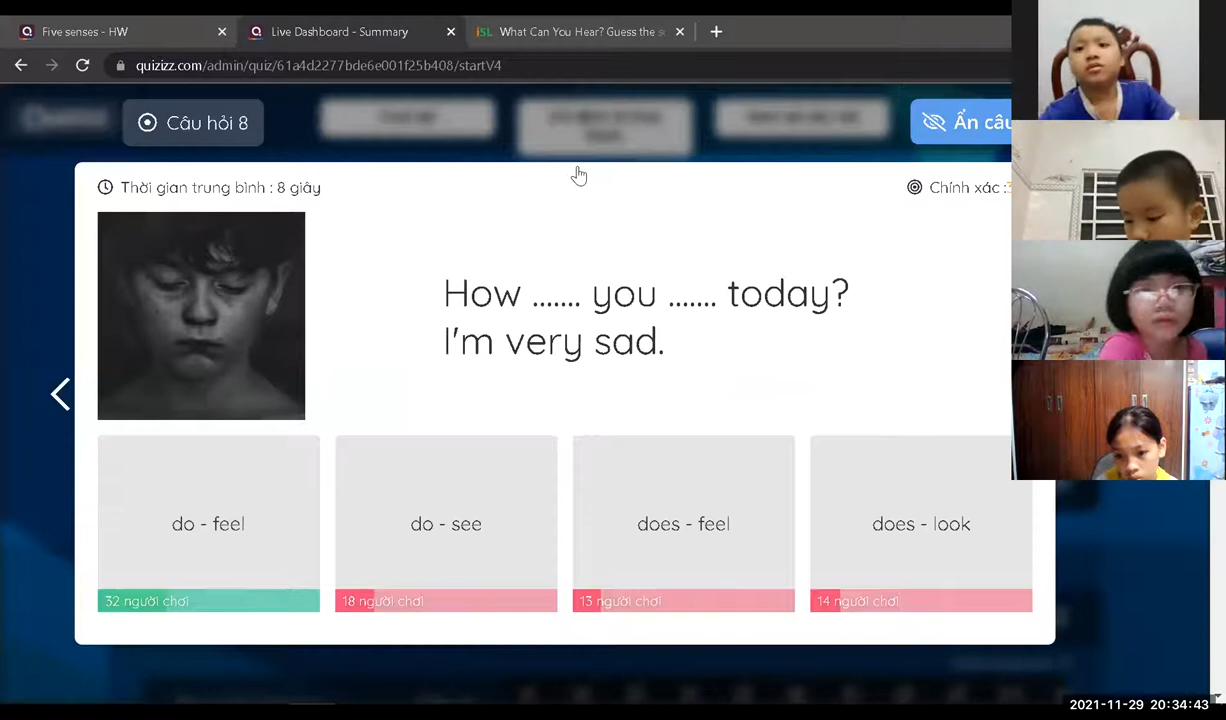 Five senses - HW
Live Dashboard - Summary
iSL What Can You Hear? Guess the s
quizizz.com/admin/quiz/61a4d2277bde6e001f25b408/startV4
Câu hỏi 8
Ẩn câu
Thời gian trung bình : 8 giây
Chính xác :
How ....... you ....... today?
I'm very sad.
do - feel
do - see
does - feel
does - look
32 người chơi
18 người chơi
13 người chơi
14 người chơi
2021-11-29 20:34:43